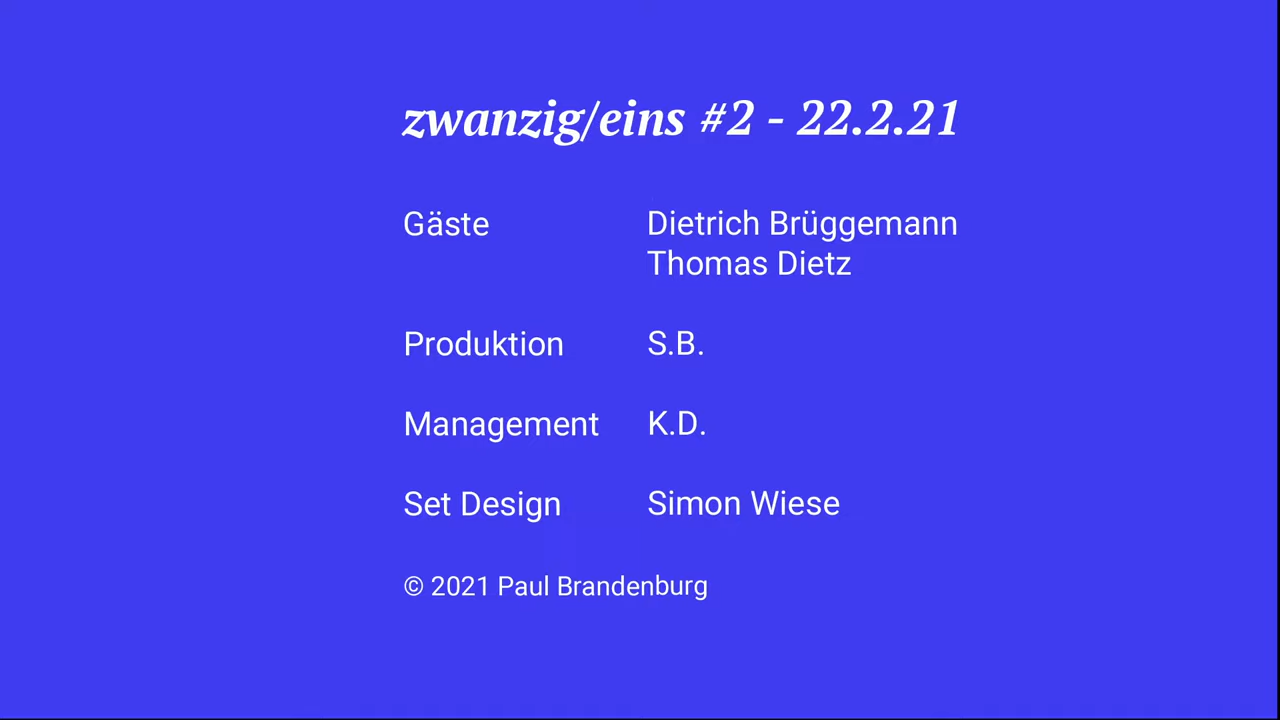 zwanzig/eins #2 - 22.2.21
Gäste Dietrich Brüggemann
Thomas Dietz
Produktion S.B.
Management K.D.
Set Design Simon Wiese
© 2021 Paul Brandenburg